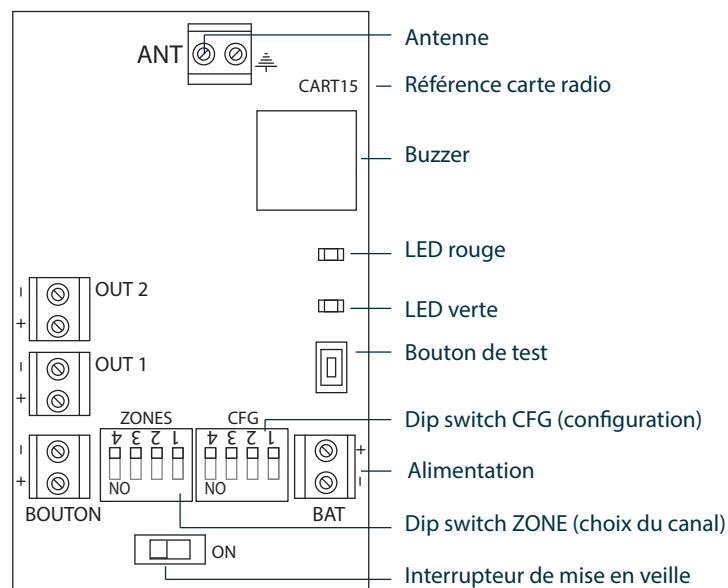 ANT
Antenne
CART15
Référence carte radio
Buzzer
LED rouge
OUT 2
- +
LED verte
Bouton de test
OUT 1
- +
ZONES
CFG
Dip switch CFG (configuration)
4 3 2 1
4 3 2 1
ON
ON
- +
+ -
Alimentation
BOUTON
BAT
Dip switch ZONE (choix du canal)
ON
Interrupteur de mise en veille